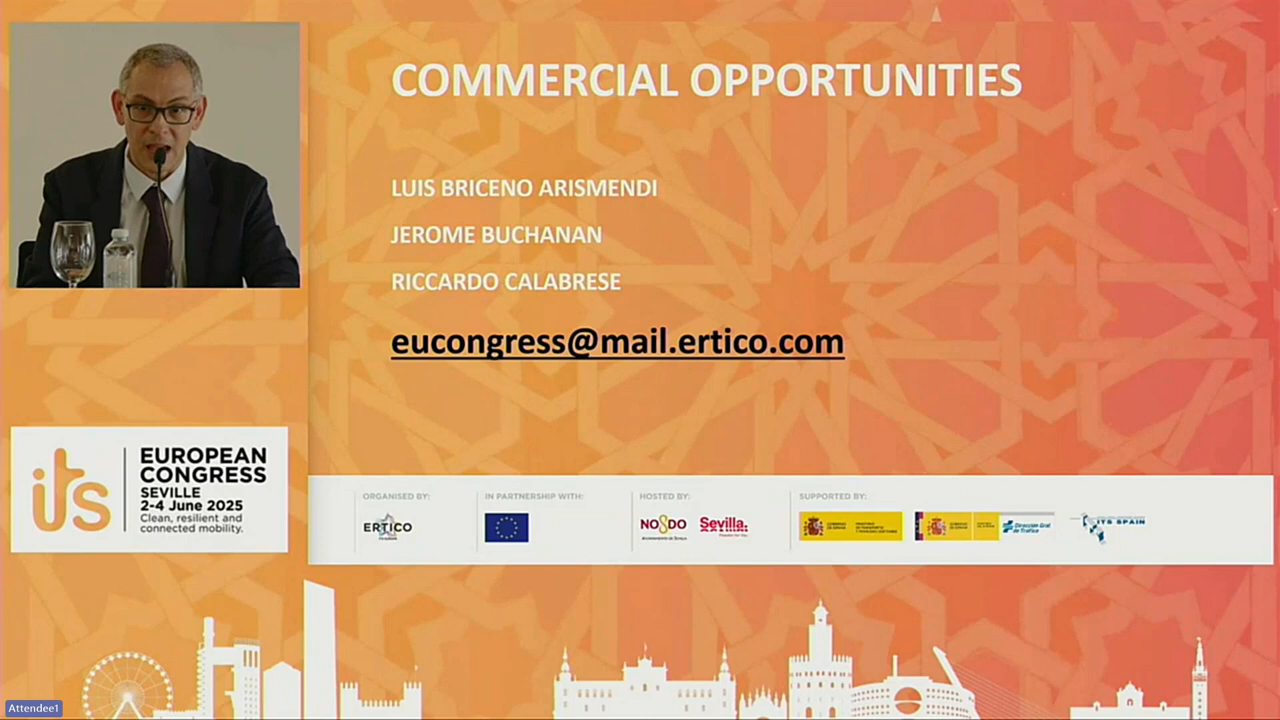 COMMERCIAL OPPORTUNITIES
LUIS BRICENO ARISMENDI
JEROME BUCHANAN
RICCARDO CALABRESE
eucongress@mail.ertico.com
its
EUROPEAN
CONGRESS
SEVILLE
2-4 June 2025
Clean, resilient and
connected mobility.
ORGANISED BY:
ERTICO
IN PARTNERSHIP WITH:
HOSTED BY:
NO8DO
Sevilla.
SUPPORTED BY:
Dirección Gral.
de Tráfico
ITS SPAIN
Attendee1